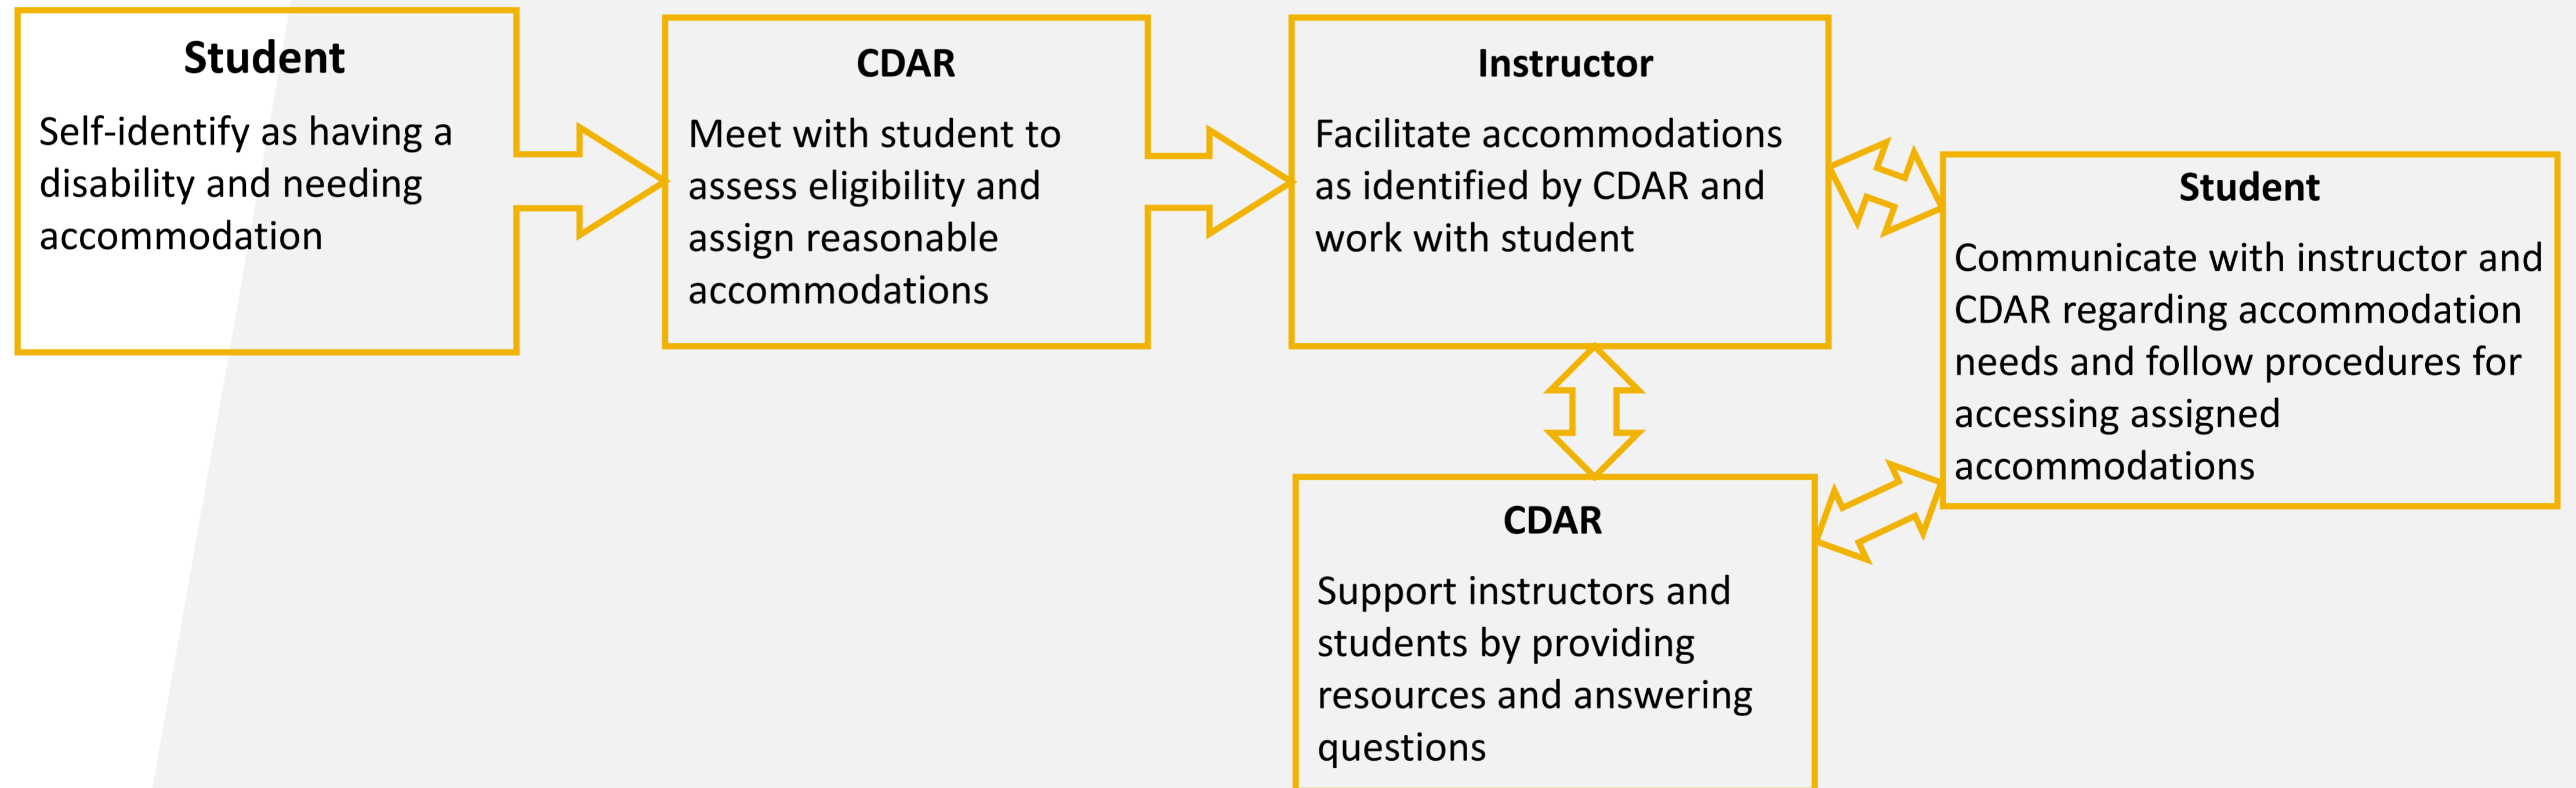 Student
Self-identify as having a
disability and needing
accommodation
CDAR
Meet with student to
assess eligibility and
assign reasonable
accommodations
Instructor
Facilitate accommodations
as identified by CDAR and
work with student
Student
Communicate with instructor and
CDAR regarding accommodation
needs and follow procedures for
accessing assigned
accommodations
CDAR
Support instructors and
students by providing
resources and answering
questions